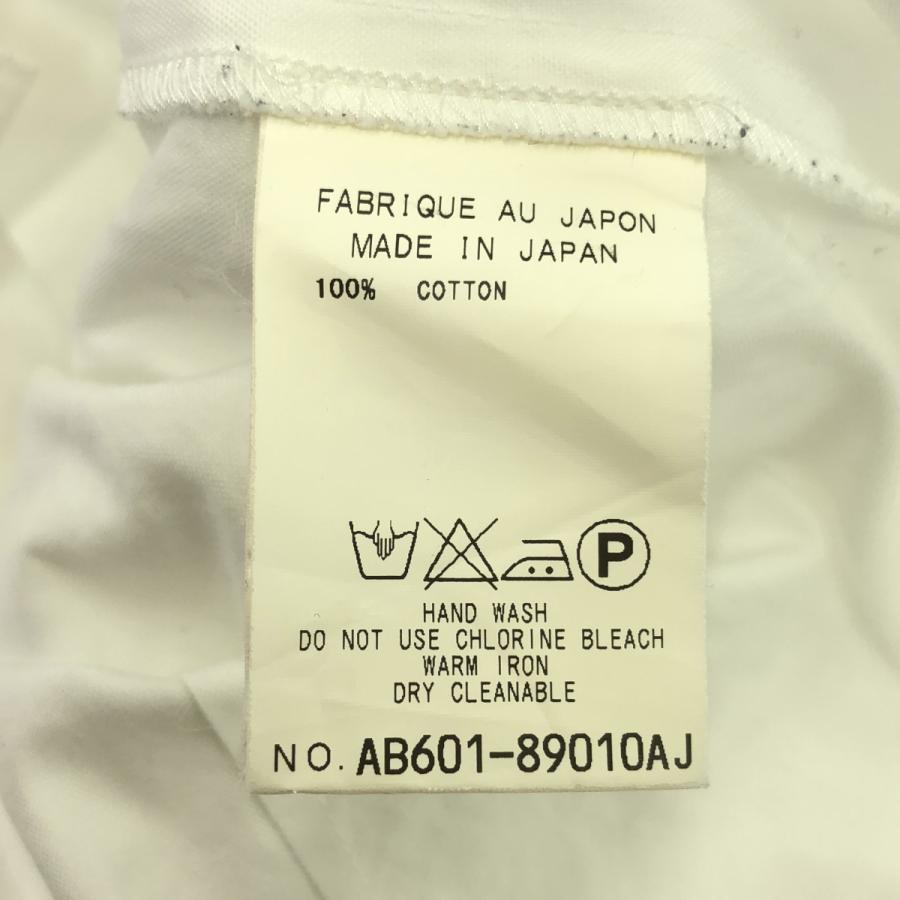 FABRIQUE AU JAPON
MADE IN JAPAN
100% COTTON
P
HAND WASH
DO NOT USE CHLORINE BLEACH
WARM IRON
DRY CLEANABLE
NO. AB601-89010AJ